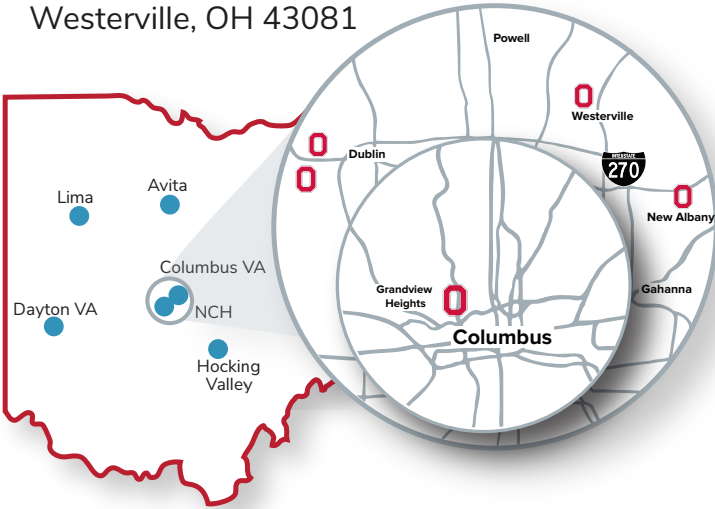 Westerville, OH 43081
Powell
Westerville
Dublin
INTERSTATE
270
New Albany
Lima
Avita
Columbus VA
NCH
Dayton VA
Hocking
Valley
Grandview
Heights
Gahanna
Columbus